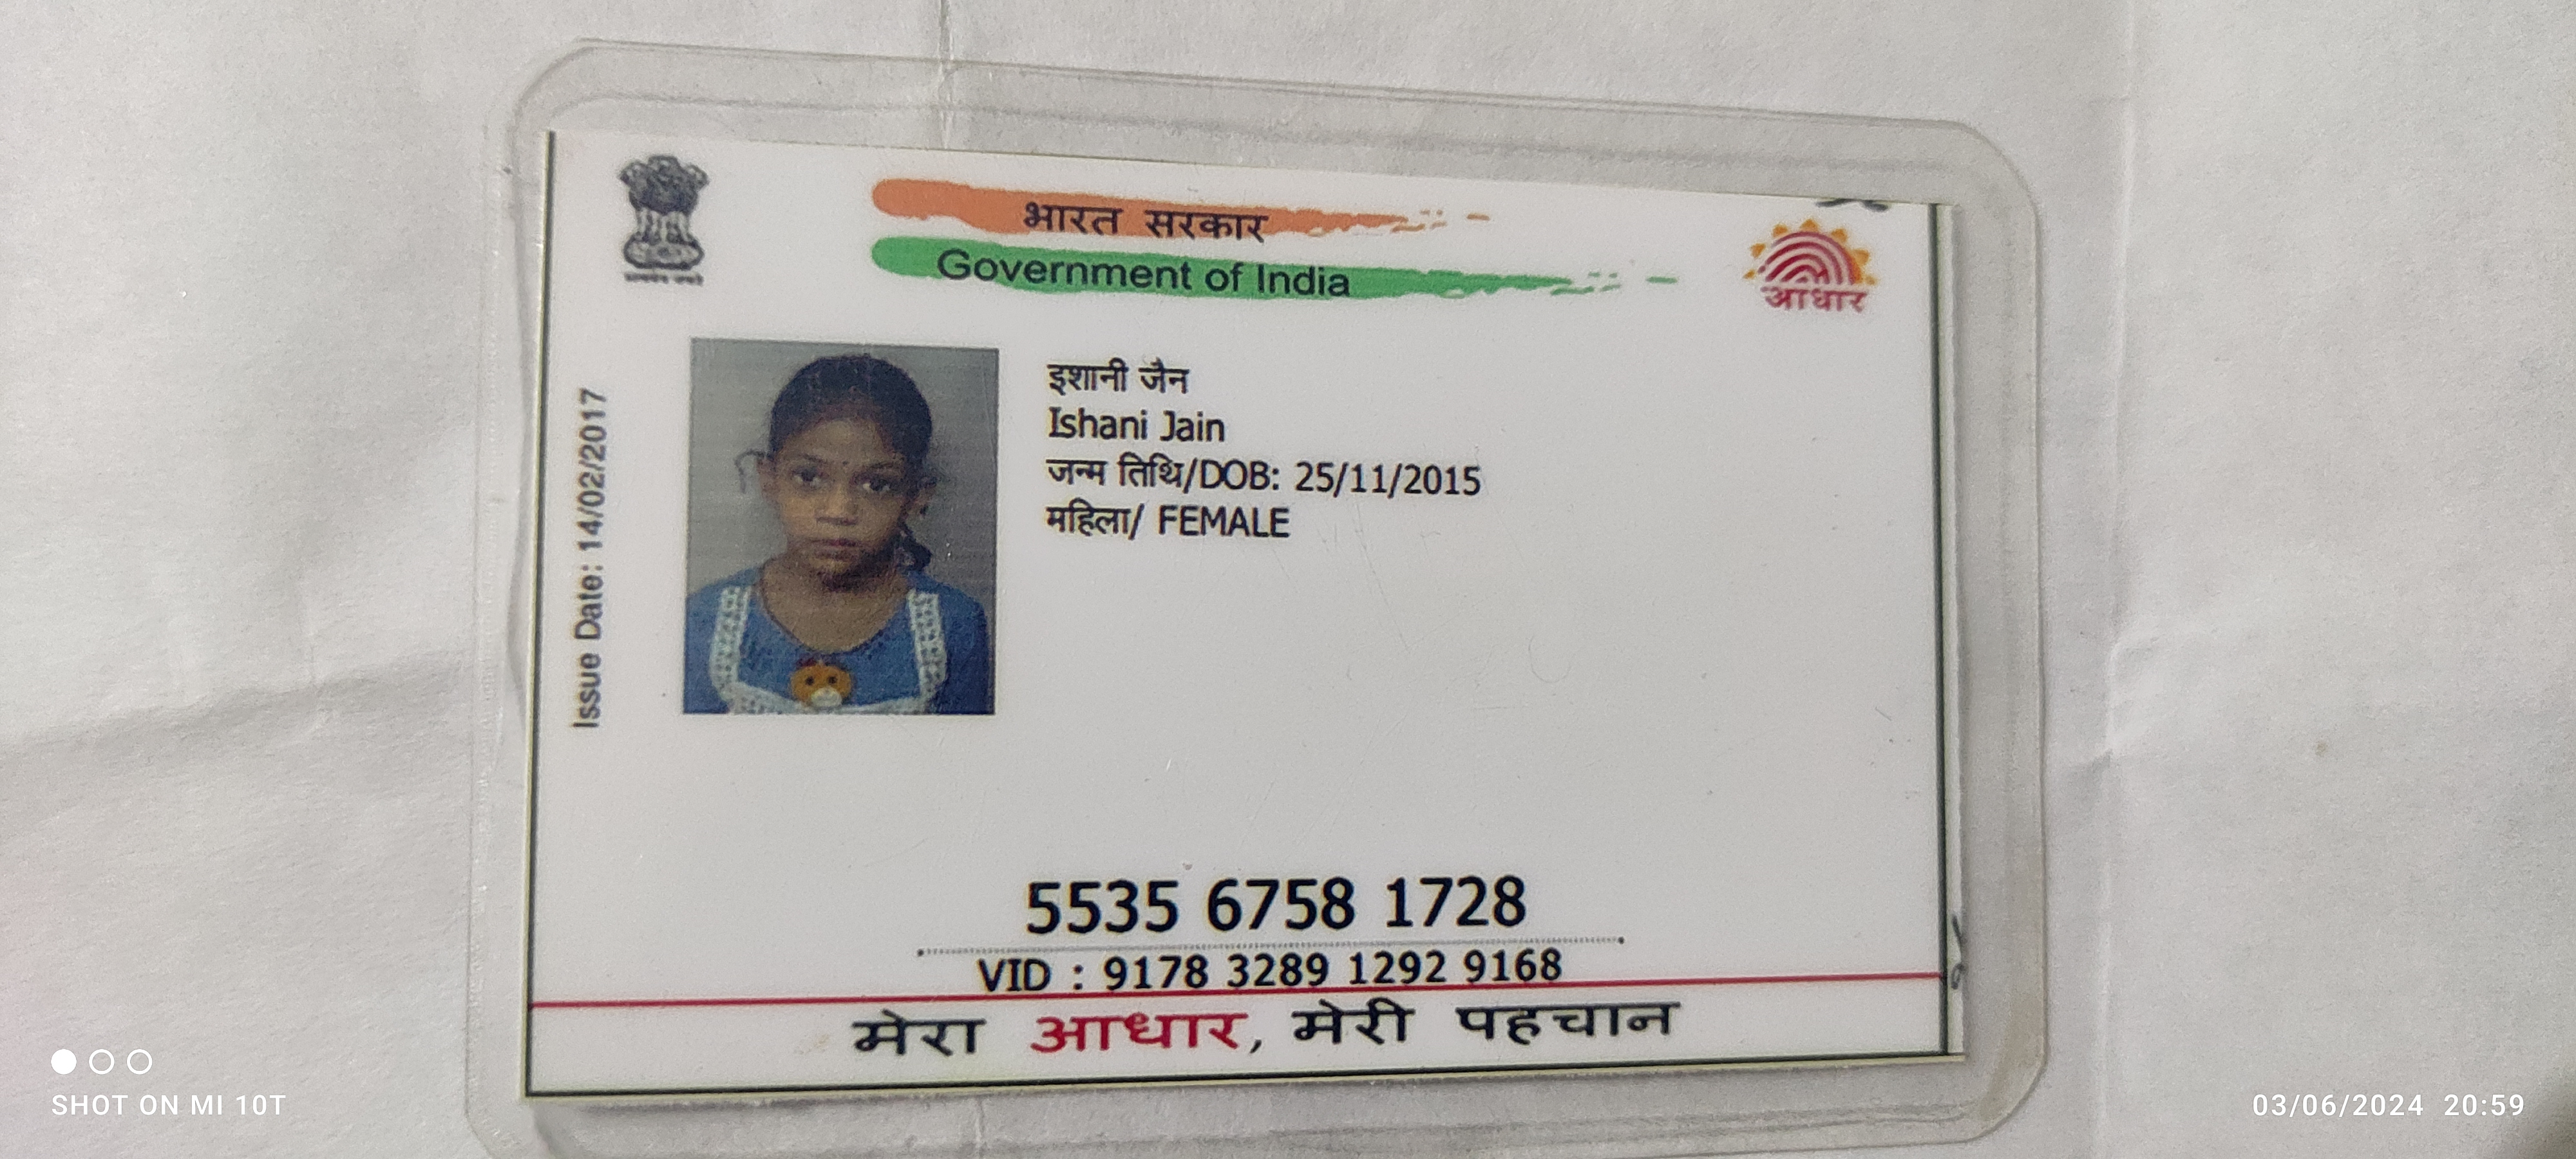 भारत सरकार
Government of India
आधार
Issue Date: 14/02/2017
इशानी जैन
Ishani Jain
जन्म तिथि/DOB: 25/11/2015
महिला/ FEMALE
5535 6758 1728
VID : 9178 3289 1292 9168
मेरा आधार, मेरी पहचान
SHOT ON MI 10T
03/06/2024 20:59